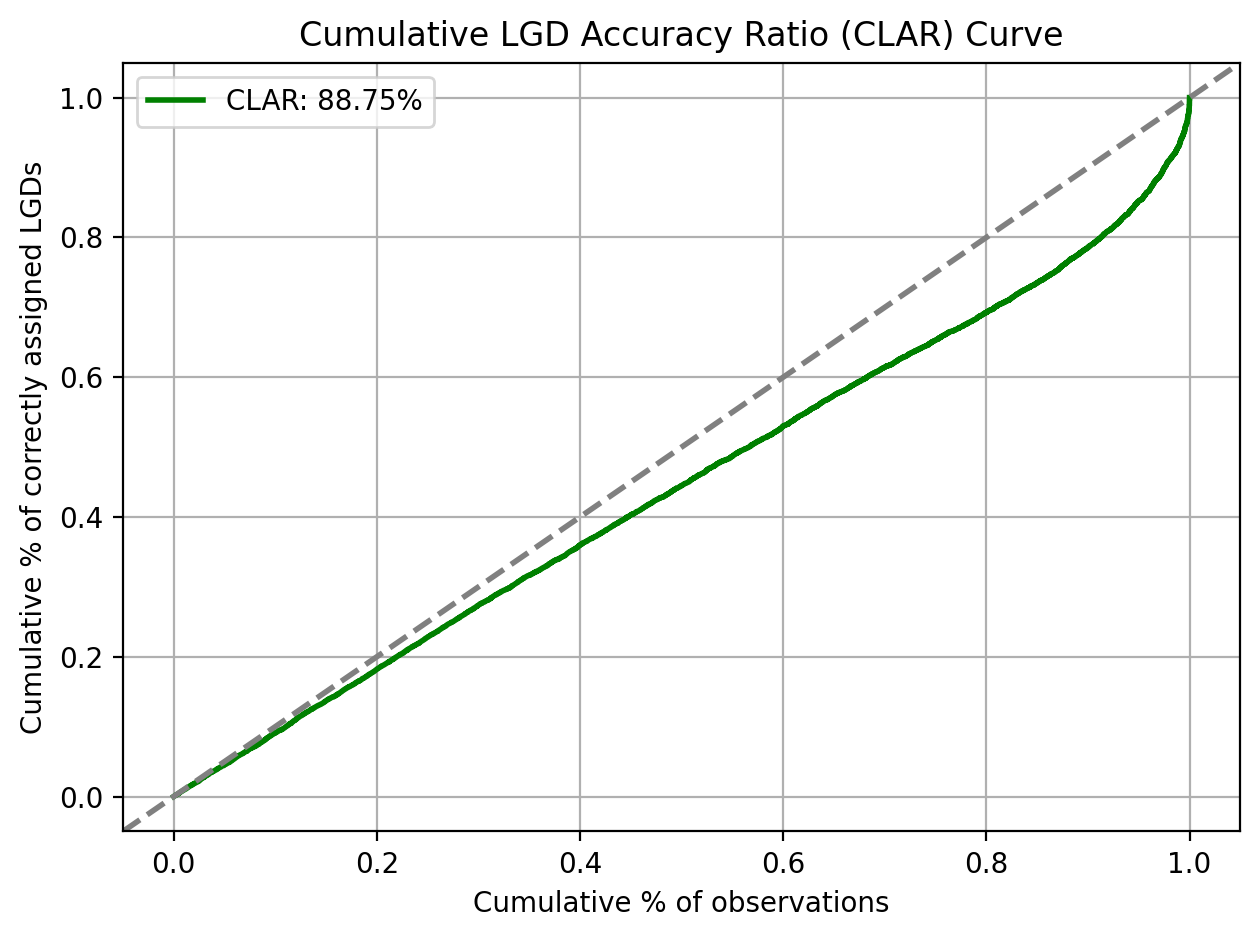 Cumulative LGD Accuracy Ratio (CLAR) Curve
CLAR: 88.75%
Cumulative % of correctly assigned LGDs
1.0
0.8
0.6
0.4
0.2
0.0
0.0 0.2 0.4 0.6 0.8 1.0
Cumulative % of observations